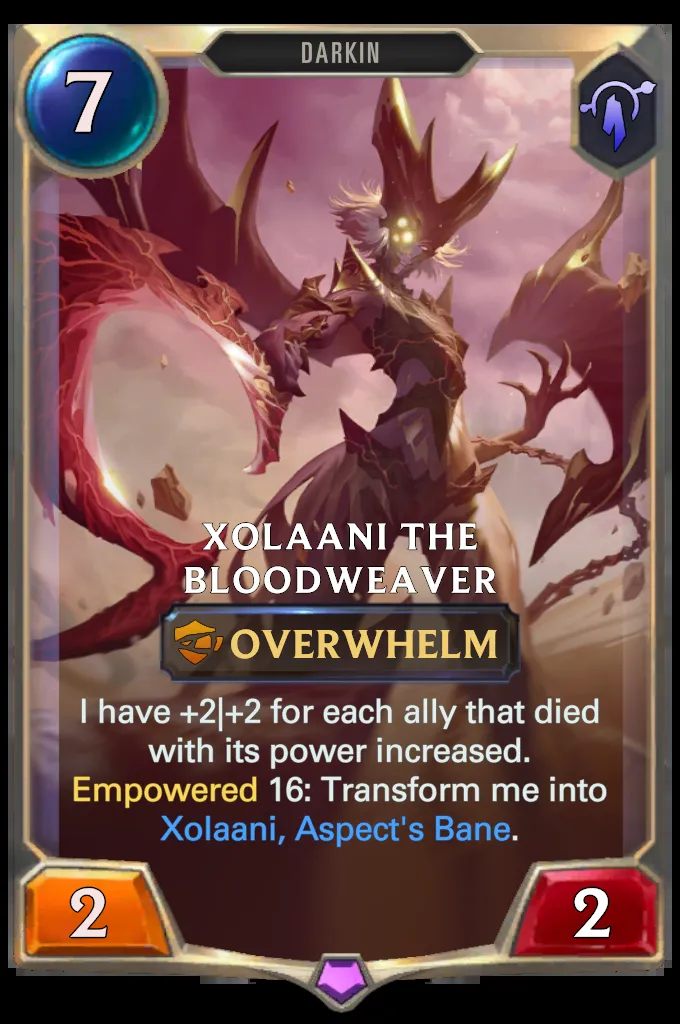 DARKIN
7
XOLAANI THE
BLOODWEAVER
OVERWHELM
I have +2|+2 for each ally that died
with its power increased.
Empowered 16: Transform me into
Xolaani, Aspect's Bane.
2
2